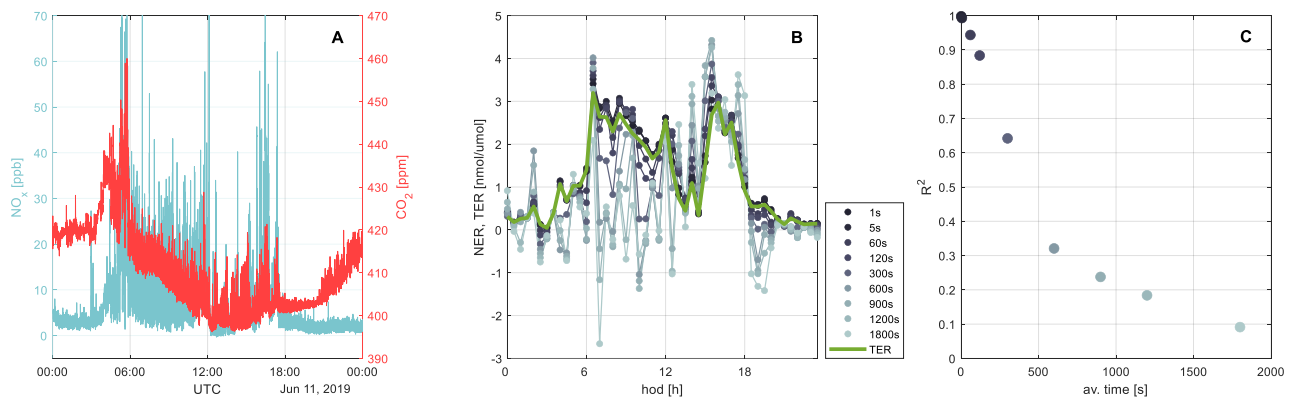 A
NOx [ppb]
70
60
50
40
30
20
10
0
CO2 [ppm]
470
460
450
440
430
420
410
400
390
00:00 06:00 12:00 18:00 00:00
UTC
Jun 11, 2019
B
NER, TER [nmol/umol]
5
4
3
2
1
0
-1
-2
-3
0 6 12 18
hod [h]
1s
5s
60s
120s
300s
600s
900s
1200s
1800s
TER
C
R2
1
0.9
0.8
0.7
0.6
0.5
0.4
0.3
0.2
0.1
0
0 500 1000 1500 2000
av. time [s]